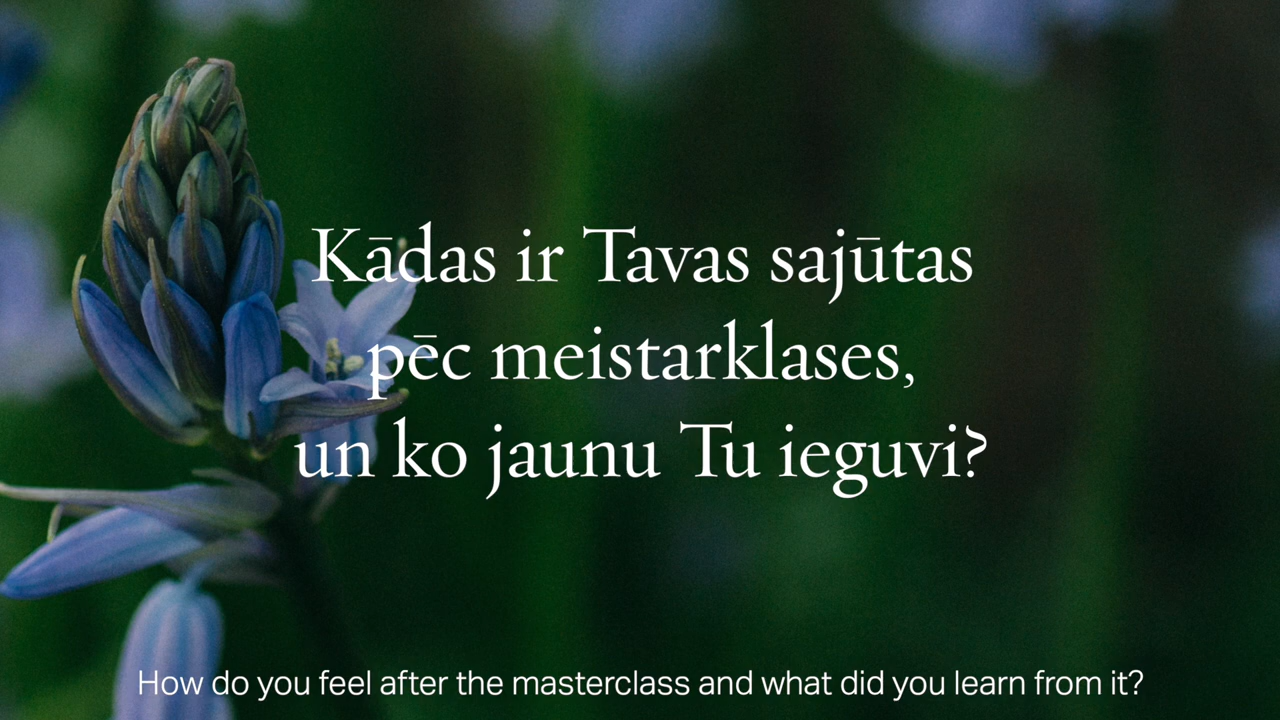 Kādas ir Tavas sajūtas
pēc meistarklases,
un ko jaunu Tu ieguvi?
How do you feel after the masterclass and what did you learn from it?